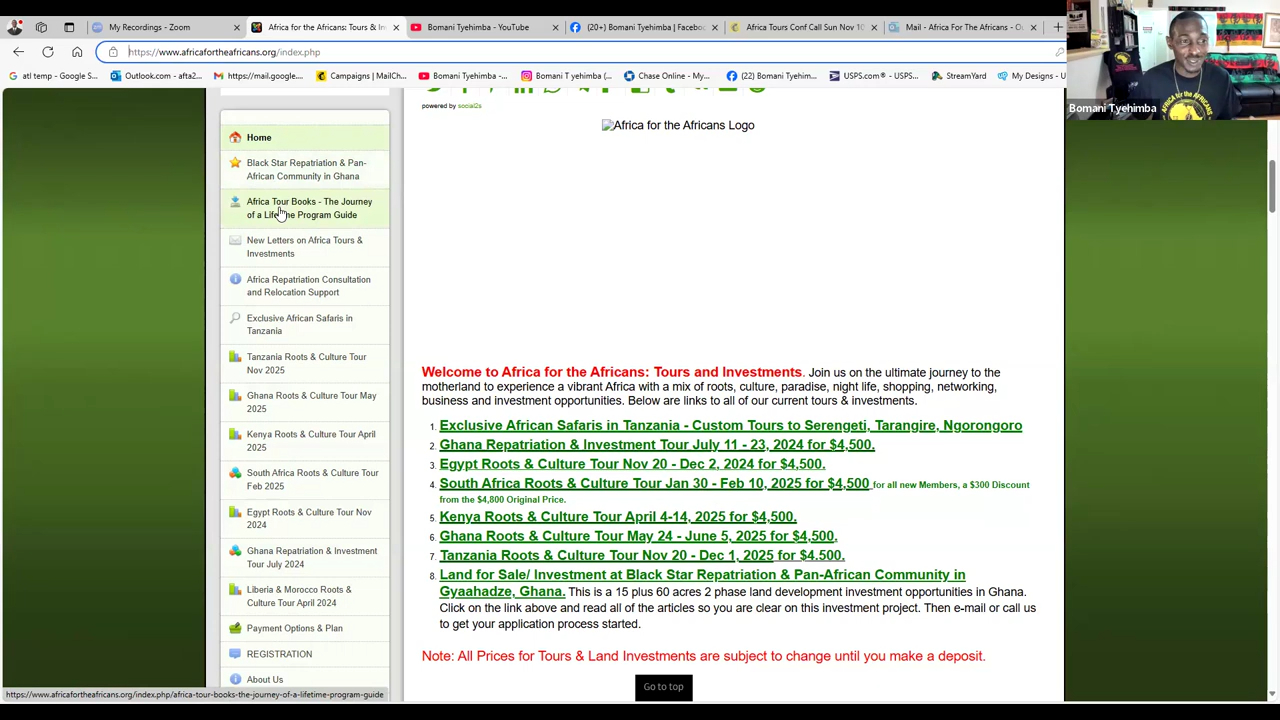 My Recordings - Zoom
Africa for the Africans: Tours & In
Bomani Tyehimba - YouTube
(20+) Bomani Tyehimba | Faceboo
Africa Tours Conf Call Sun Nov 10
Mail - Africa For The Africans - Ou
https://www.africafortheafricans.org/index.php
atl temp - Google S...
Outlook.com - afta2...
https://mail.google....
Campaigns | MailCh...
Bomani Tyehimba -...
Bomani T yehimba (...
Chase Online - My...
(22) Bomani Tyehim...
USPS.com® - USPS...
StreamYard
My Designs - U
Bomani Tyehimba
powered by social2s
Africa for the Africans Logo
Home
Black Star Repatriation & Pan-
African Community in Ghana
Africa Tour Books - The Journey
of a Lifetime Program Guide
New Letters on Africa Tours &
Investments
Africa Repatriation Consultation
and Relocation Support
Exclusive African Safaris in
Tanzania
Tanzania Roots & Culture Tour
Nov 2025
Ghana Roots & Culture Tour May
2025
Kenya Roots & Culture Tour April
2025
South Africa Roots & Culture Tour
Feb 2025
Egypt Roots & Culture Tour Nov
2024
Ghana Repatriation & Investment
Tour July 2024
Liberia & Morocco Roots &
Culture Tour April 2024
Payment Options & Plan
REGISTRATION
About Us
Welcome to Africa for the Africans: Tours and Investments. Join us on the ultimate journey to the
motherland to experience a vibrant Africa with a mix of roots, culture, paradise, night life, shopping, networking,
business and investment opportunities. Below are links to all of our current tours & investments.
1. Exclusive African Safaris in Tanzania - Custom Tours to Serengeti, Tarangire, Ngorongoro
2. Ghana Repatriation & Investment Tour July 11 - 23, 2024 for $4,500.
3. Egypt Roots & Culture Tour Nov 20 - Dec 2, 2024 for $4,500.
4. South Africa Roots & Culture Tour Jan 30 - Feb 10, 2025 for $4,500 for all new Members, a $300 Discount
from the $4,800 Original Price.
5. Kenya Roots & Culture Tour April 4-14, 2025 for $4,500.
6. Ghana Roots & Culture Tour May 24 - June 5, 2025 for $4,500.
7. Tanzania Roots & Culture Tour Nov 20 - Dec 1, 2025 for $4.500.
8. Land for Sale/ Investment at Black Star Repatriation & Pan-African Community in
Gyaahadze, Ghana. This is a 15 plus 60 acres 2 phase land development investment opportunities in Ghana.
Click on the link above and read all of the articles so you are clear on this investment project. Then e-mail or call us
to get your application process started.
Note: All Prices for Tours & Land Investments are subject to change until you make a deposit.
Go to top
https://www.africafortheafricans.org/index.php/africa-tour-books-the-journey-of-a-lifetime-program-guide